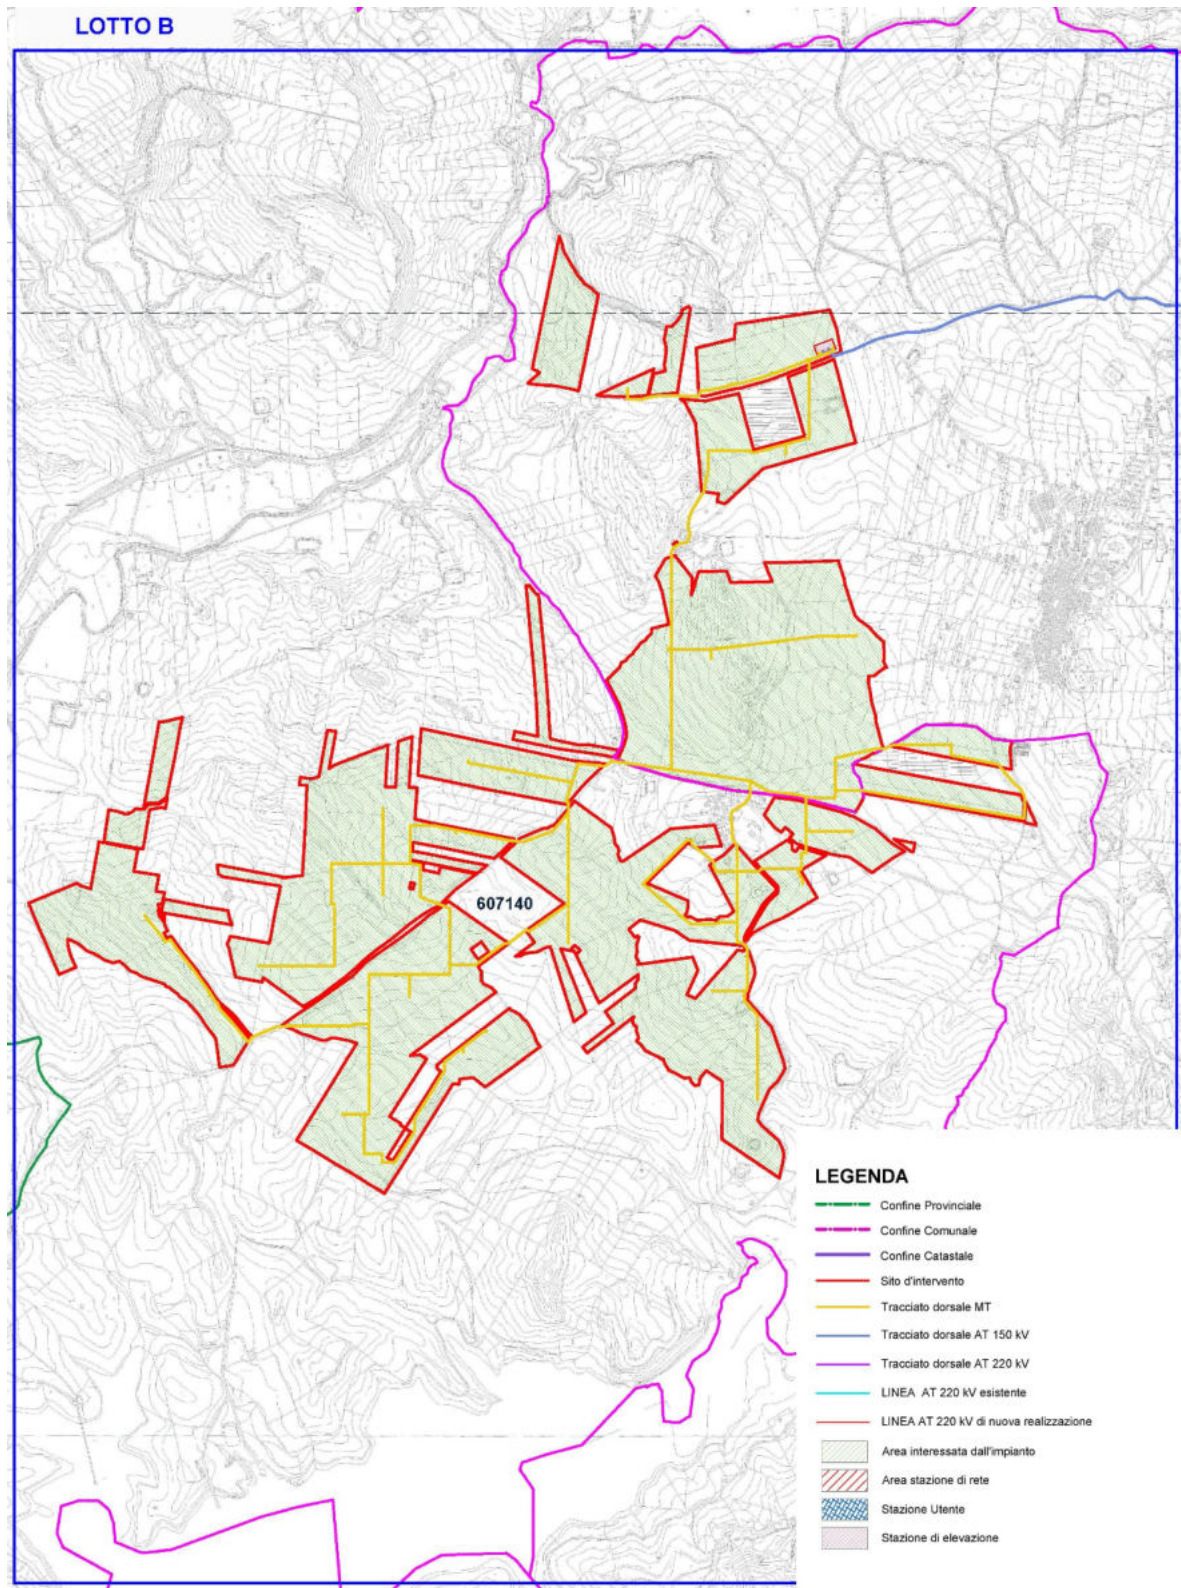 LOTTO B
607140
LEGENDA
Confine Provinciale
Confine Comunale
Confine Catastale
Sito d'intervento
Tracciato dorsale MT
Tracciato dorsale AT 150 kV
Tracciato dorsale AT 220 kV
LINEA AT 220 kV esistente
LINEA AT 220 kV di nuova realizzazione
Area interessata dall'impianto
Area stazione di rete
Stazione Utente
Stazione di elevazione